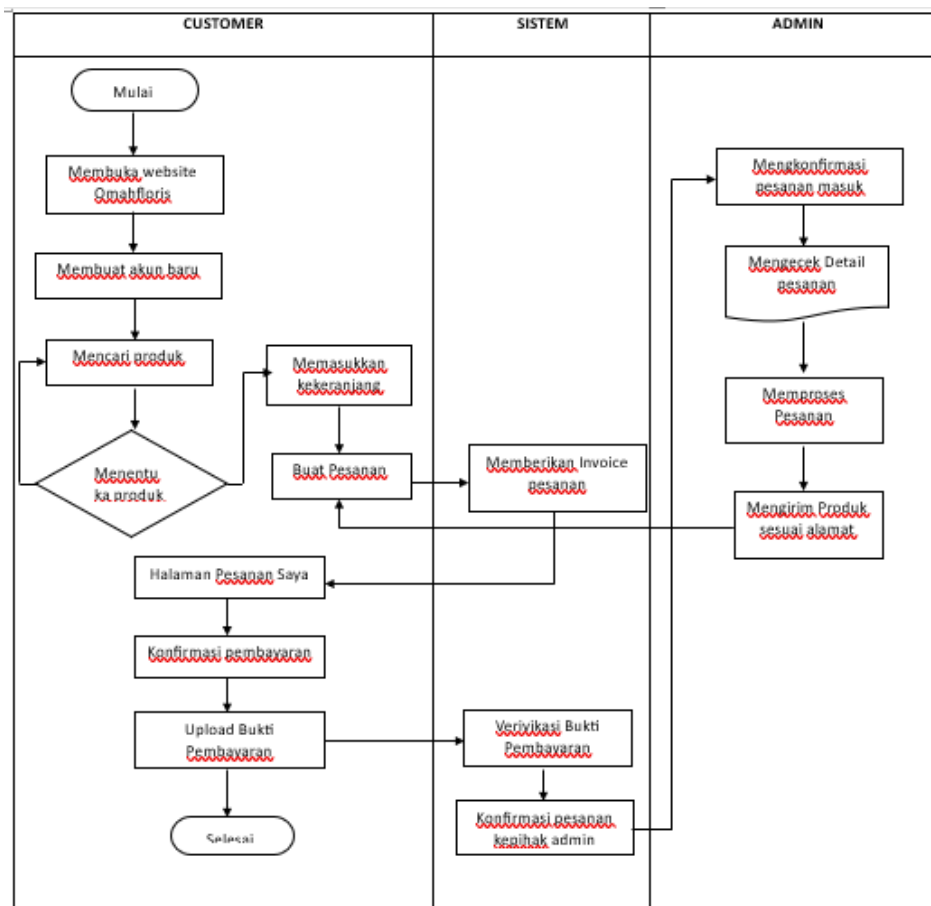 CUSTOMER
SISTEM
ADMIN
Mulai
Membuka website
Omahfloris
Membuat akun baru
Mencari produk
Menentu
ka produk
Memasukkan
kekeranjang
Buat Pesanan
Memberikan Invoice
pesanan
Halaman Pesanan Saya
Konfirmasi pembayaran
Upload Bukti
Pembayaran
Selesai
Verivikasi Bukti
Pembayaran
Konfirmasi pesanan
kepihak admin
Mengkonfirmasi
pesanan masuk
Mengecek Detail
pesanan
Memproses
Pesanan
Mengirim Produk
sesuai alamat